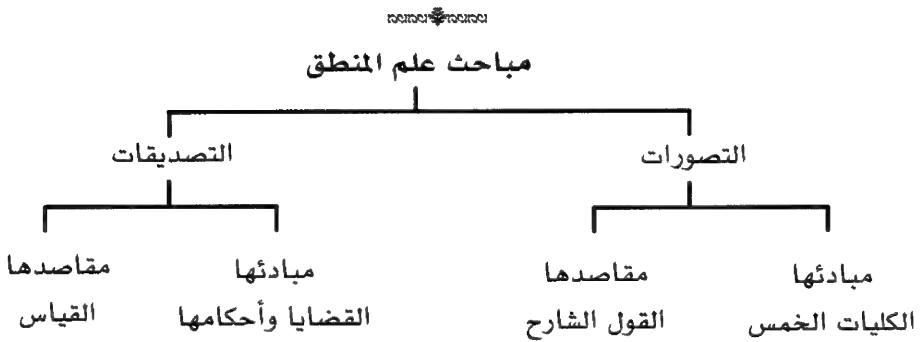 مباحث علم المنطق
التصورات
التصديقات
مبادئها
الكليات الخمس
مقاصدها
القول الشارح
مبادئها
القضايا وأحكامها
مقاصدها
القياس